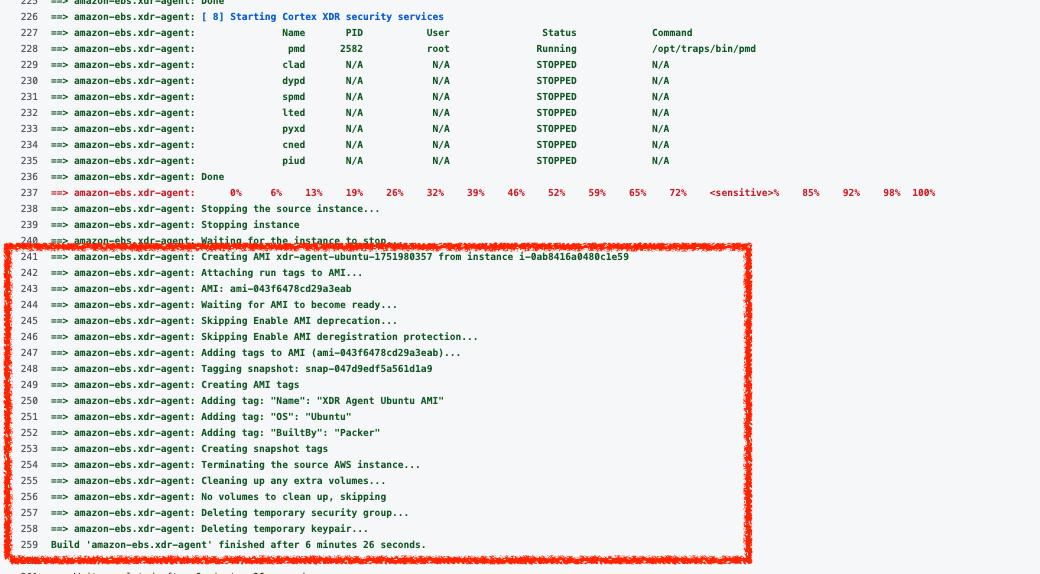 225 ==> amazon-ebs.xdr-agent: Done
226 ==> amazon-ebs.xdr-agent: [ 8] Starting Cortex XDR security services
227 ==> amazon-ebs.xdr-agent: Name PID User Status Command
228 ==> amazon-ebs.xdr-agent: pmd 2582 root Running /opt/traps/bin/pmd
229 ==> amazon-ebs.xdr-agent: clad N/A N/A STOPPED N/A
230 ==> amazon-ebs.xdr-agent: dypd N/A N/A STOPPED N/A
231 ==> amazon-ebs.xdr-agent: spmd N/A N/A STOPPED N/A
232 ==> amazon-ebs.xdr-agent: lted N/A N/A STOPPED N/A
233 ==> amazon-ebs.xdr-agent: pyxd N/A N/A STOPPED N/A
234 ==> amazon-ebs.xdr-agent: cned N/A N/A STOPPED N/A
235 ==> amazon-ebs.xdr-agent: piud N/A N/A STOPPED N/A
236 ==> amazon-ebs.xdr-agent: Done
237 ==> amazon-ebs.xdr-agent: 0% 6% 13% 19% 26% 32% 39% 46% 52% 59% 65% 72% <sensitive>% 85% 92% 98% 100%
238 ==> amazon-ebs.xdr-agent: Stopping the source instance...
239 ==> amazon-ebs.xdr-agent: Stopping instance
240 ==> amazon-ebs.xdr-agent: Waiting for the instance to stop...
241 ==> amazon-ebs.xdr-agent: Creating AMI xdr-agent-ubuntu-1751980357 from instance i-0ab8416a0480c1e59
242 ==> amazon-ebs.xdr-agent: Attaching run tags to AMI...
243 ==> amazon-ebs.xdr-agent: AMI: ami-043f6478cd29a3eab
244 ==> amazon-ebs.xdr-agent: Waiting for AMI to become ready...
245 ==> amazon-ebs.xdr-agent: Skipping Enable AMI deprecation...
246 ==> amazon-ebs.xdr-agent: Skipping Enable AMI deregistration protection...
247 ==> amazon-ebs.xdr-agent: Adding tags to AMI (ami-043f6478cd29a3eab)...
248 ==> amazon-ebs.xdr-agent: Tagging snapshot: snap-047d9edf5a561d1a9
249 ==> amazon-ebs.xdr-agent: Creating AMI tags
250 ==> amazon-ebs.xdr-agent: Adding tag: "Name": "XDR Agent Ubuntu AMI"
251 ==> amazon-ebs.xdr-agent: Adding tag: "OS": "Ubuntu"
252 ==> amazon-ebs.xdr-agent: Adding tag: "BuiltBy": "Packer"
253 ==> amazon-ebs.xdr-agent: Creating snapshot tags
254 ==> amazon-ebs.xdr-agent: Terminating the source AWS instance...
255 ==> amazon-ebs.xdr-agent: Cleaning up any extra volumes...
256 ==> amazon-ebs.xdr-agent: No volumes to clean up, skipping
257 ==> amazon-ebs.xdr-agent: Deleting temporary security group...
258 ==> amazon-ebs.xdr-agent: Deleting temporary keypair...
259 Build 'amazon-ebs.xdr-agent' finished after 6 minutes 26 seconds.